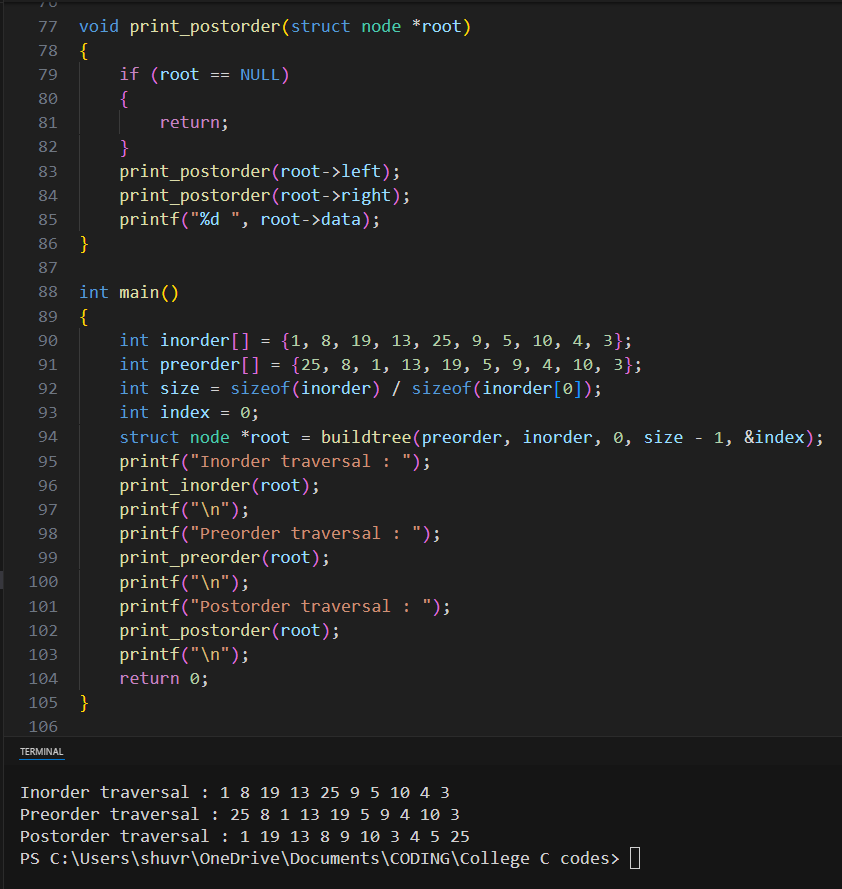 77 void print_postorder(struct node *root)
78 {
79     if (root == NULL)
80     {
81         return;
82     }
83     print_postorder(root->left);
84     print_postorder(root->right);
85     printf("%d ", root->data);
86 }
87
88 int main()
89 {
90     int inorder[] = {1, 8, 19, 13, 25, 9, 5, 10, 4, 3};
91     int preorder[] = {25, 8, 1, 13, 19, 5, 9, 4, 10, 3};
92     int size = sizeof(inorder) / sizeof(inorder[0]);
93     int index = 0;
94     struct node *root = buildtree(preorder, inorder, 0, size - 1, &index);
95     printf("Inorder traversal : ");
96     print_inorder(root);
97     printf("\n");
98     printf("Preorder traversal : ");
99     print_preorder(root);
100     printf("\n");
101     printf("Postorder traversal : ");
102     print_postorder(root);
103     printf("\n");
104     return 0;
105 }
106
TERMINAL
Inorder traversal : 1 8 19 13 25 9 5 10 4 3
Preorder traversal : 25 8 1 13 19 5 9 4 10 3
Postorder traversal : 1 19 13 8 9 10 3 4 5 25
PS C:\Users\shuvr\OneDrive\Documents\CODING\College C codes>